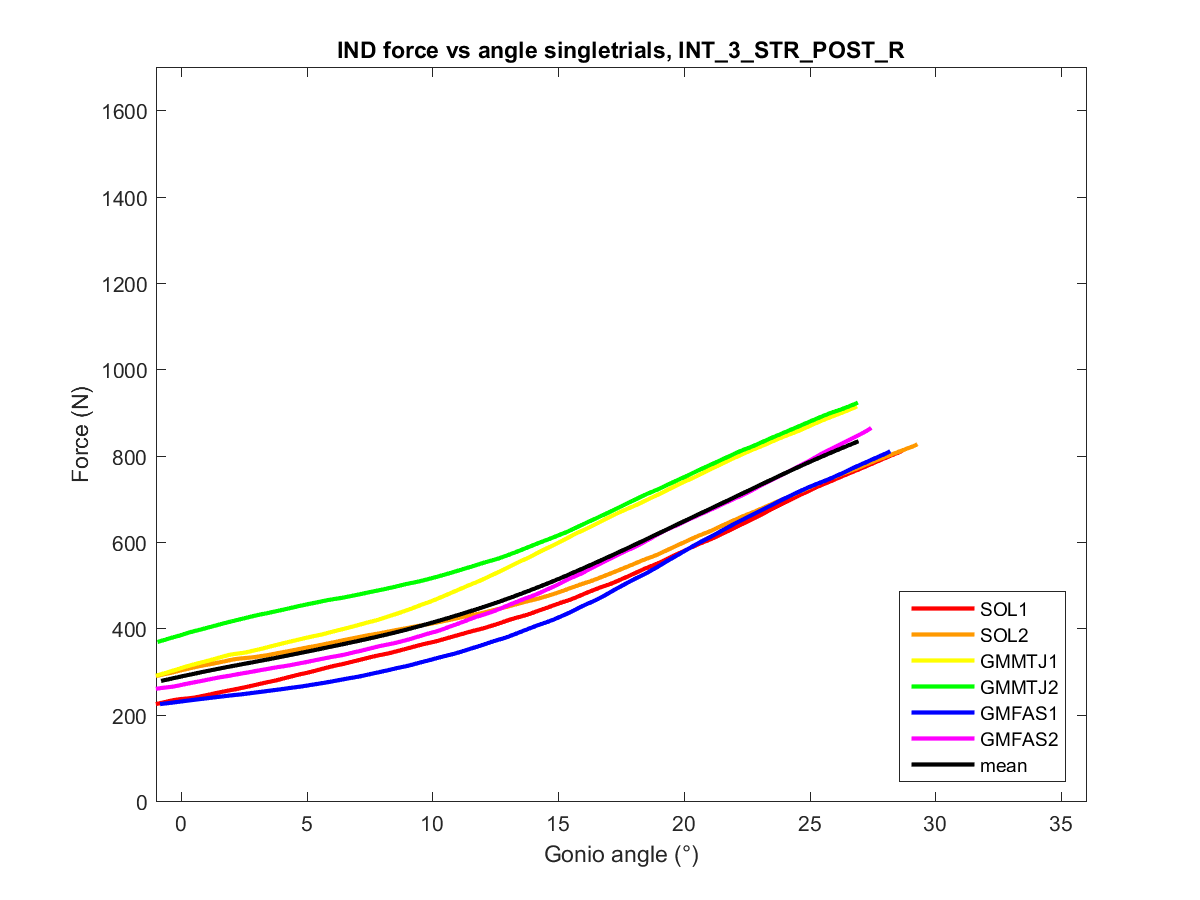 IND force vs angle singletrials, INT_3_STR_POST_R
1600
1400
1200
1000
800
600
400
200
0
Force (N)
0 5 10 15 20 25 30 35
Gonio angle (°)
SOL1
SOL2
GMMTJ1
GMMTJ2
GMFAS1
GMFAS2
mean